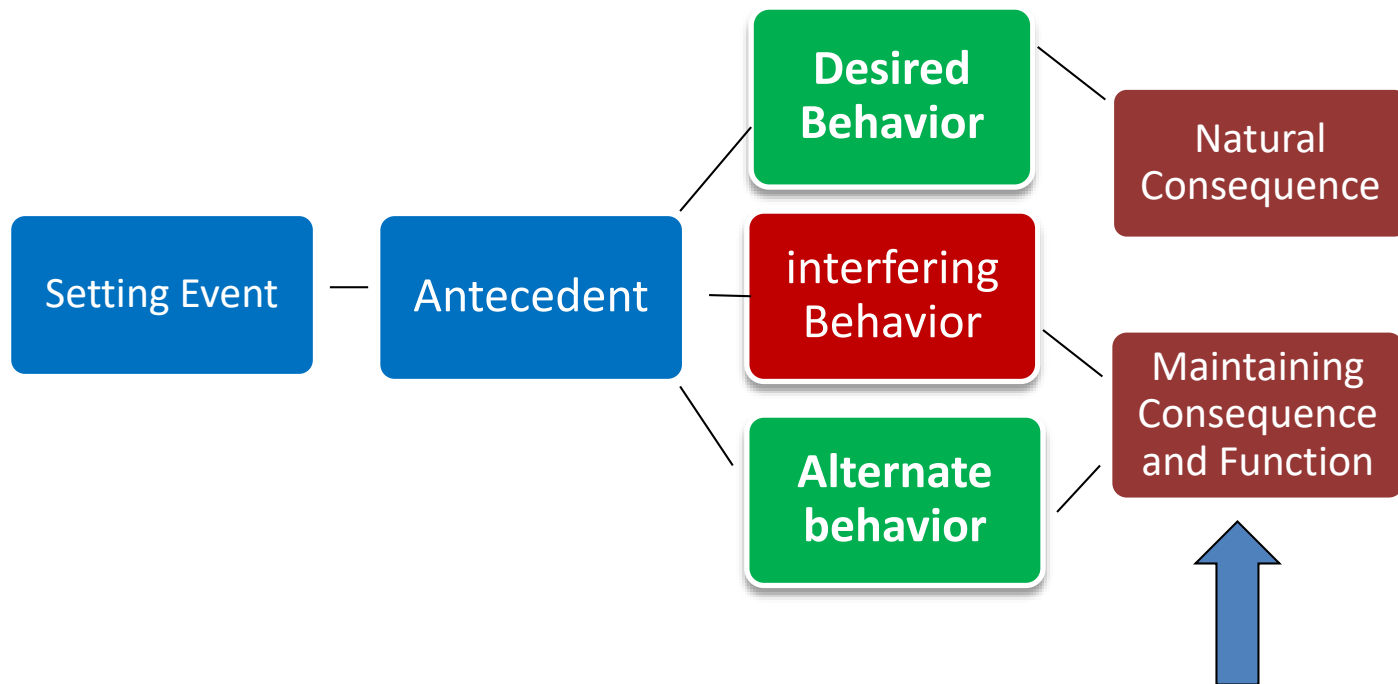 Setting Event
Antecedent
Desired
Behavior
interfering
Behavior
Alternate
behavior
Natural
Consequence
Maintaining
Consequence
and Function